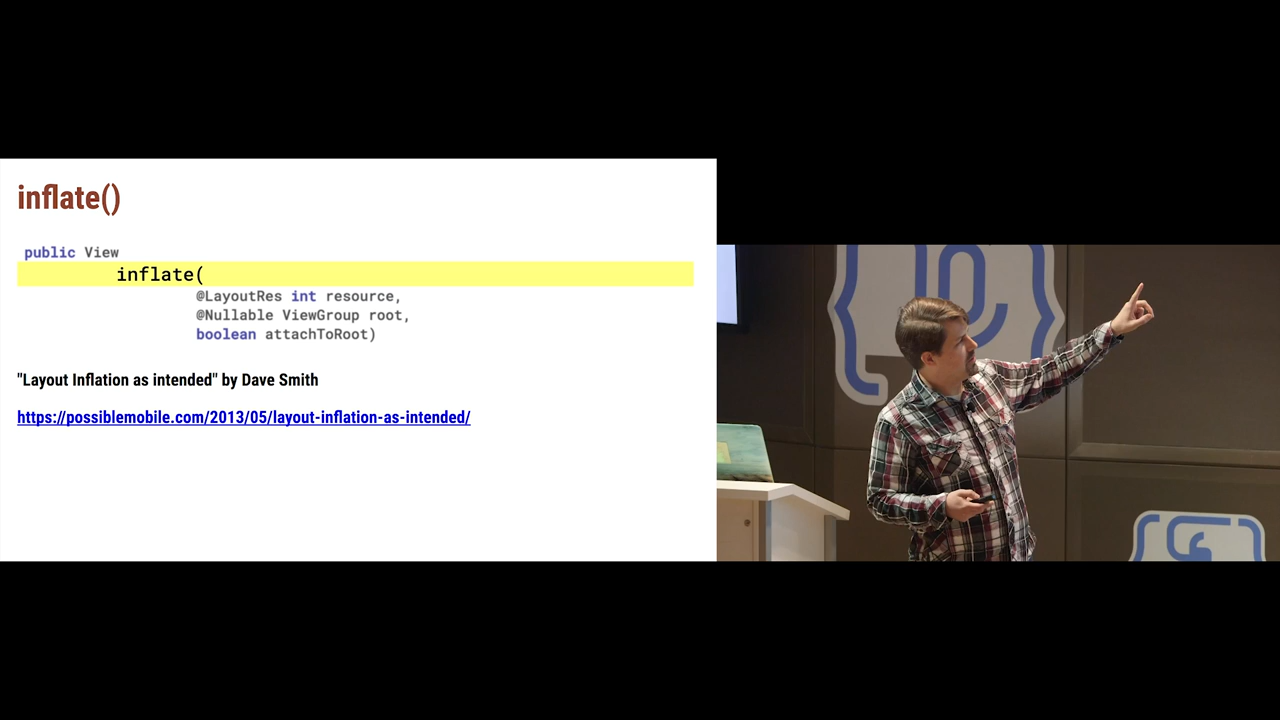 inflate()
public View
inflate(
@LayoutRes int resource,
@Nullable ViewGroup root,
boolean attachToRoot)
"Layout Inflation as intended" by Dave Smith
https://possiblemobile.com/2013/05/layout-inflation-as-intended/